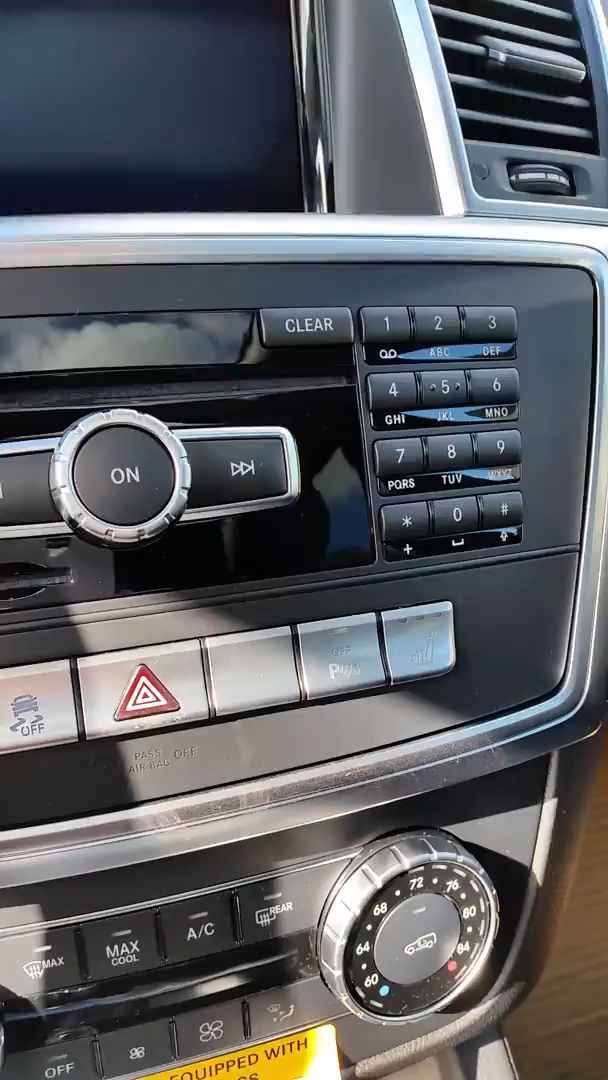 CLEAR
1 2 3
ABC DEF
4 5 6
GHI JKL MNO
ON
7 8 9
PQRS TUV WXYZ
* 0 #
+
OFF
P
OFF
PASS. AIR BAG OFF
72
68 76
64 80
60 84
MAX
MAX COOL
A/C
REAR
OFF
EQUIPPED WITH